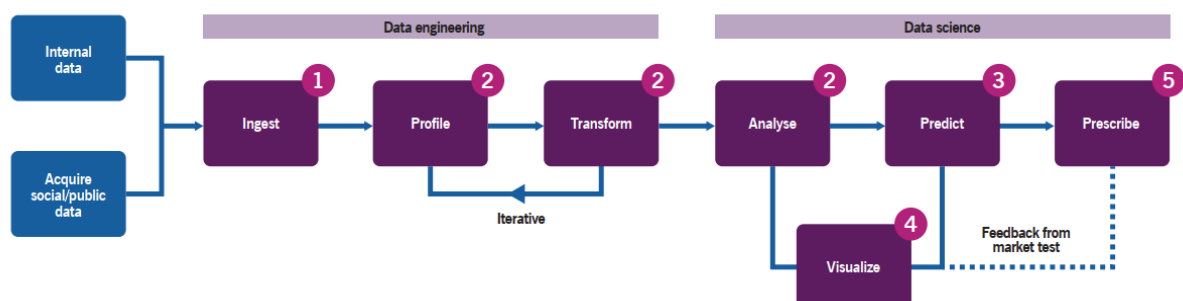 Data engineering
Data science
Internal
data
Acquire
social/public
data
1
Ingest
2
Profile
2
Transform
Iterative
2
Analyse
3
Predict
5
Prescribe
4
Visualize
Feedback from
market test